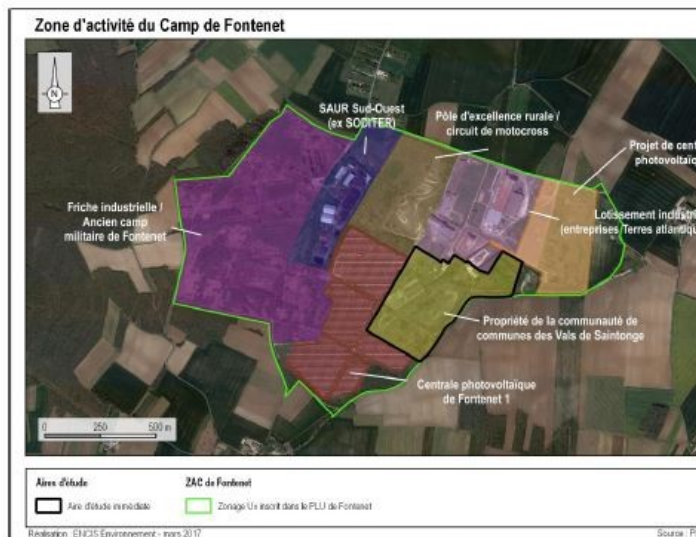 Zone d'activité du Camp de Fontenet
N
SAUR Sud-Ouest
(ex SODITER)
Pôle d'excellence rurale /
circuit de motocross
Projet de cent
photovoltaïc
Friche industrielle /
Ancien camp
militaire de Fontenet
Lotissement industri
(entreprises Terres atlantiqu
Propriété de la communauté de
communes des Vals de Saintonge
Centrale photovoltaïque
de Fontenet 1
0 250 500 m
Aires d'étude
ZAC de Fontenet
Aire d'étude immédiate
Zonage Ux inscrit dans le PLU de Fontenet
Réalisation : ENCIS Environnement - mars 2017
Source : P